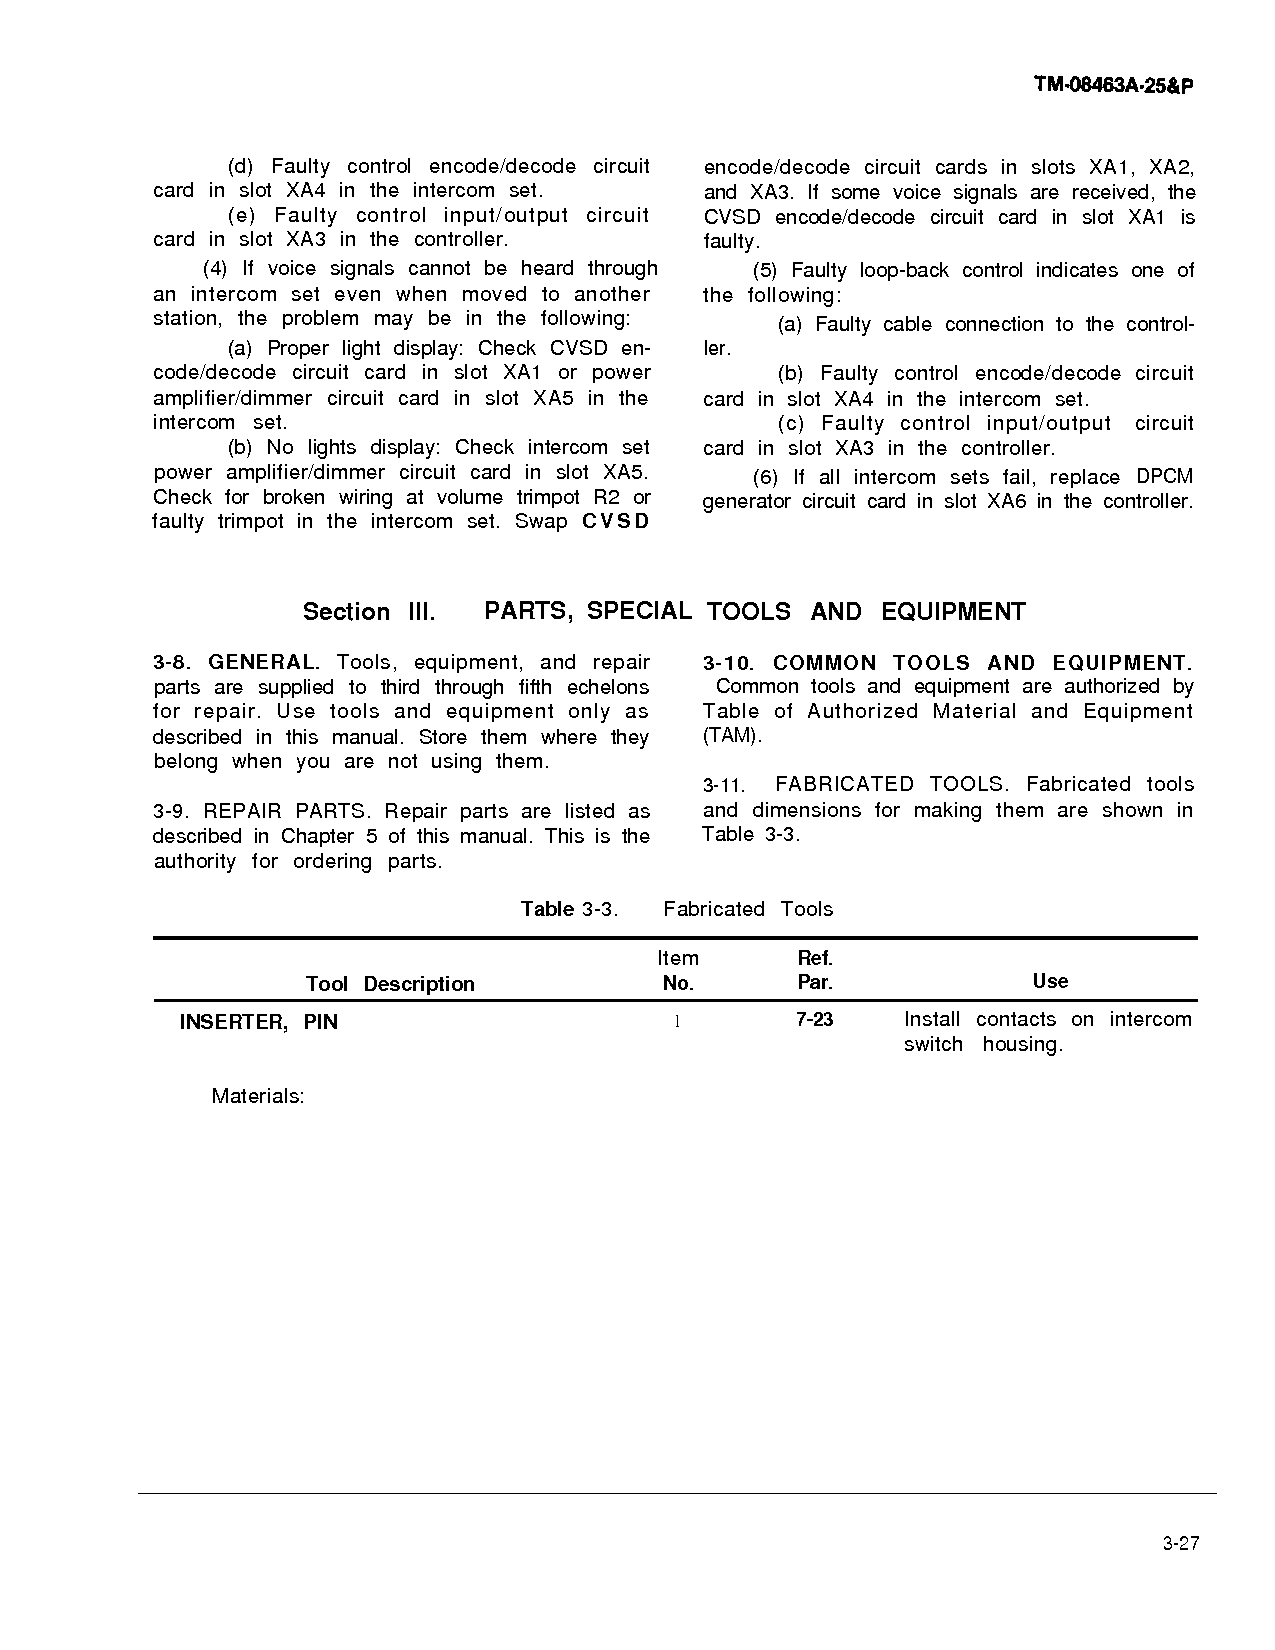 TM-08463A-25&P
(d) Faulty control encode/decode circuit
card in slot XA4 in the intercom set.
(e) Faulty control input/output circuit
card in slot XA3 in the controller.
(4) If voice signals cannot be heard through
an intercom set even when moved to another
station, the problem may be in the following:
(a) Proper light display: Check CVSD en-
code/decode circuit card in slot XA1 or power
amplifier/dimmer circuit card in slot XA5 in the
intercom set.
(b) No lights display: Check intercom set
power amplifier/dimmer circuit card in slot XA5.
Check for broken wiring at volume trimpot R2 or
faulty trimpot in the intercom set. Swap CVSD
encode/decode circuit cards in slots XA1, XA2,
and XA3. If some voice signals are received, the
CVSD encode/decode circuit card in slot XA1 is
faulty.
(5) Faulty loop-back control indicates one of
the following:
(a) Faulty cable connection to the control-
ler.
(b) Faulty control encode/decode circuit
card in slot XA4 in the intercom set.
(c) Faulty control input/output circuit
card in slot XA3 in the controller.
(6) If all intercom sets fail, replace DPCM
generator circuit card in slot XA6 in the controller.
Section III. PARTS, SPECIAL TOOLS AND EQUIPMENT
3-8. GENERAL. Tools, equipment, and repair
parts are supplied to third through fifth echelons
for repair. Use tools and equipment only as
described in this manual. Store them where they
belong when you are not using them.
3-9. REPAIR PARTS. Repair parts are listed as
described in Chapter 5 of this manual. This is the
authority for ordering parts.
3-10. COMMON TOOLS AND EQUIPMENT.
Common tools and equipment are authorized by
Table of Authorized Material and Equipment
(TAM).
3-11. FABRICATED TOOLS. Fabricated tools
and dimensions for making them are shown in
Table 3-3.
Table 3-3. Fabricated Tools
Item Ref.
Tool Description No. Par. Use
INSERTER, PIN 1 7-23 Install contacts on intercom
switch housing.
Materials:
3-27